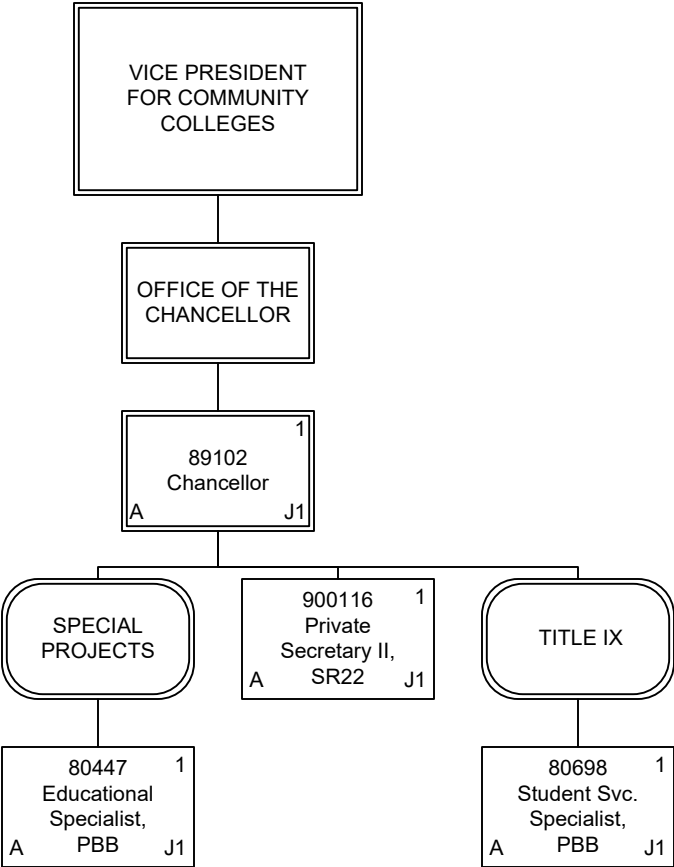 VICE PRESIDENT
FOR COMMUNITY
COLLEGES
OFFICE OF THE
CHANCELLOR
1
89102
Chancellor
A J1
SPECIAL
PROJECTS
900116 1
Private
Secretary II,
SR22
A J1
TITLE IX
80447 1
Educational
Specialist,
PBB
A J1
80698 1
Student Svc.
Specialist,
PBB
A J1